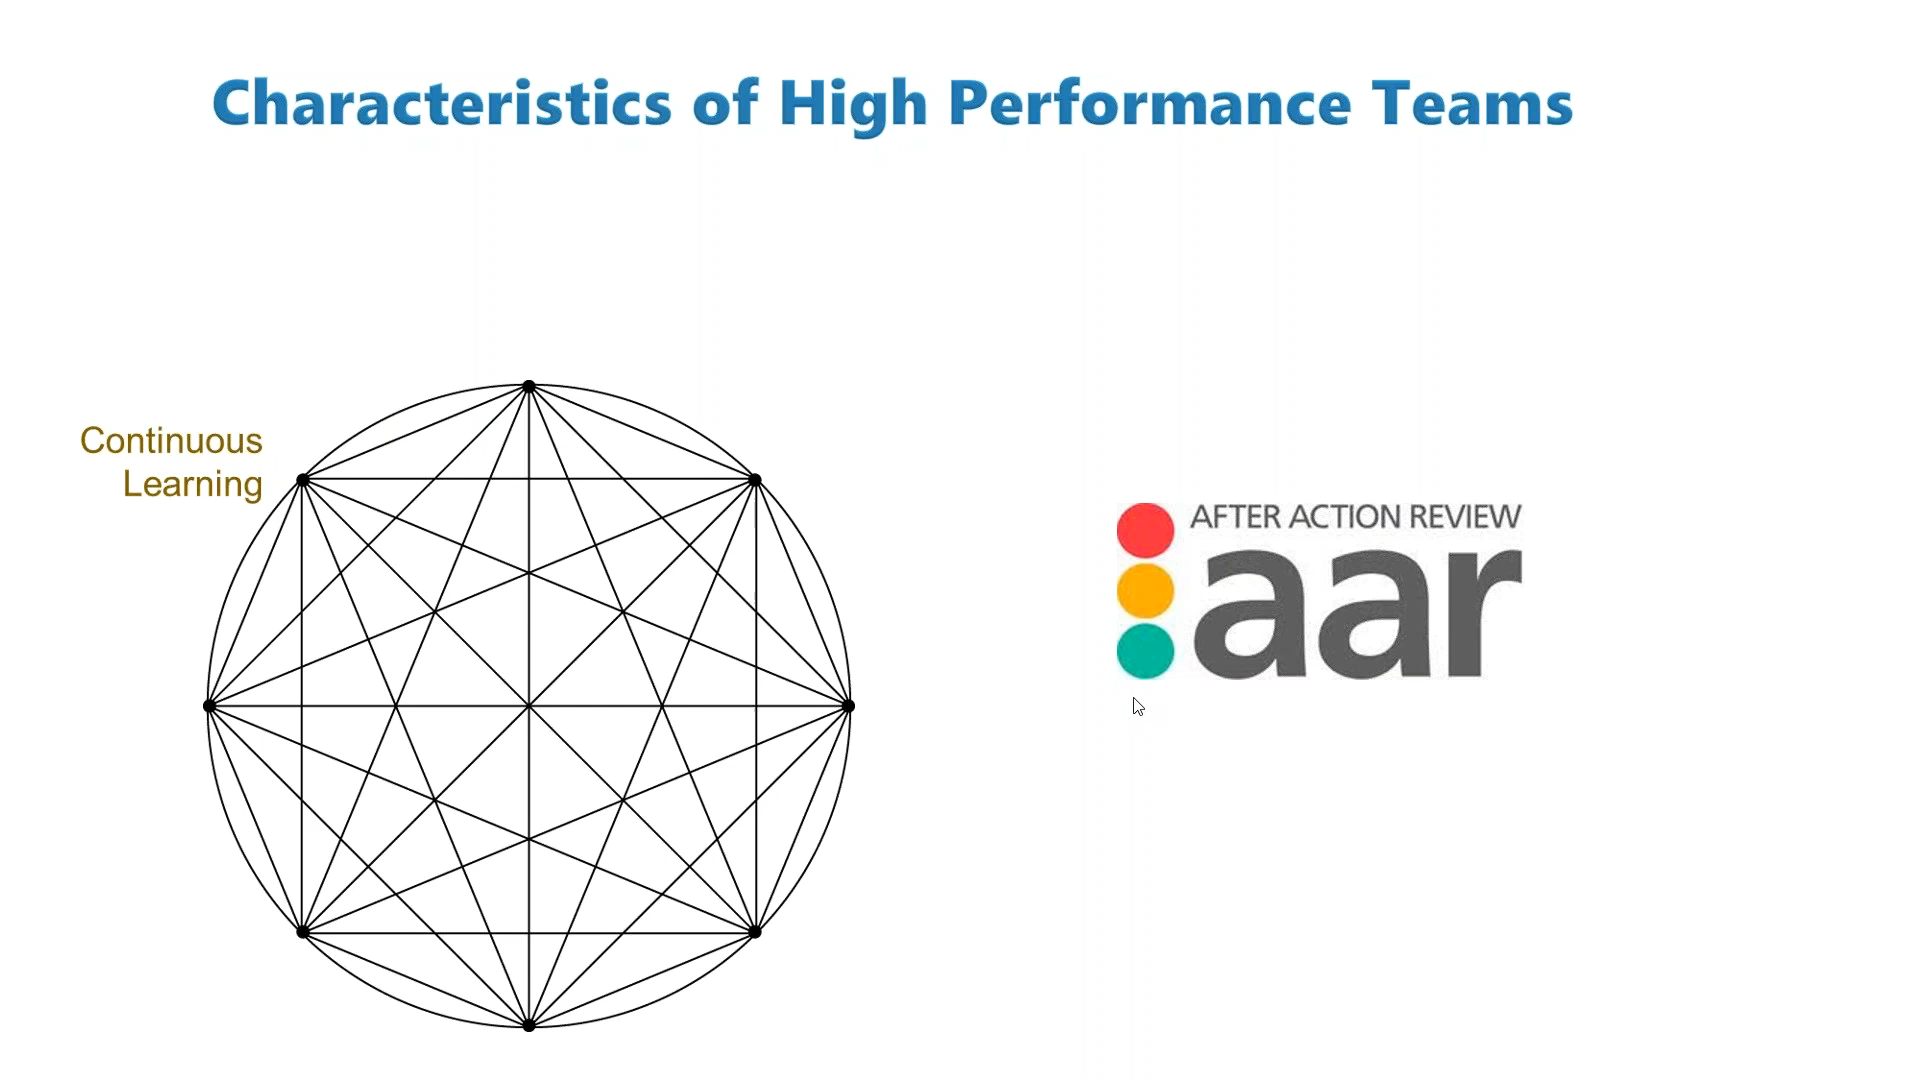 Characteristics of High Performance Teams
Continuous
Learning
AFTER ACTION REVIEW
aar